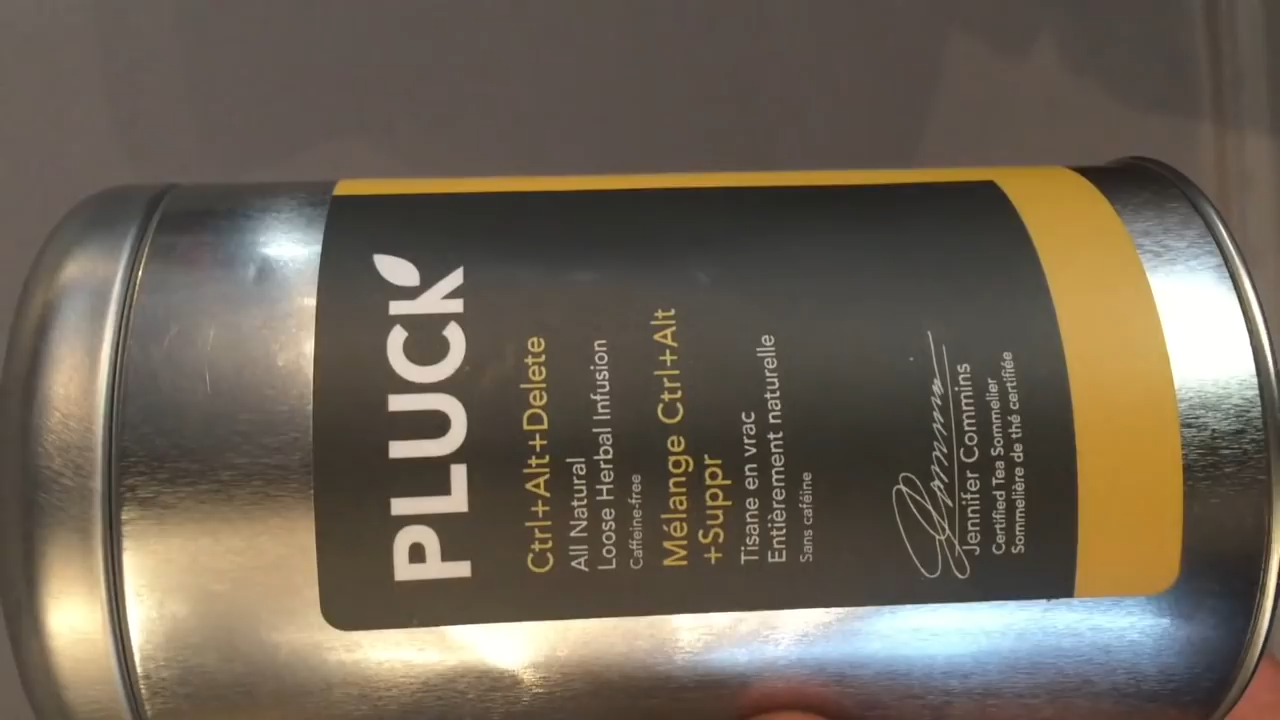 PLUCK
Ctrl+Alt+Delete
All Natural
Loose Herbal Infusion
Caffeine-free
Mélange Ctrl+Alt
+Suppr
Tisane en vrac
Entièrement naturelle
Sans caféine
Jennifer Commins
Certified Tea Sommelier
Sommelière de thé certifiée